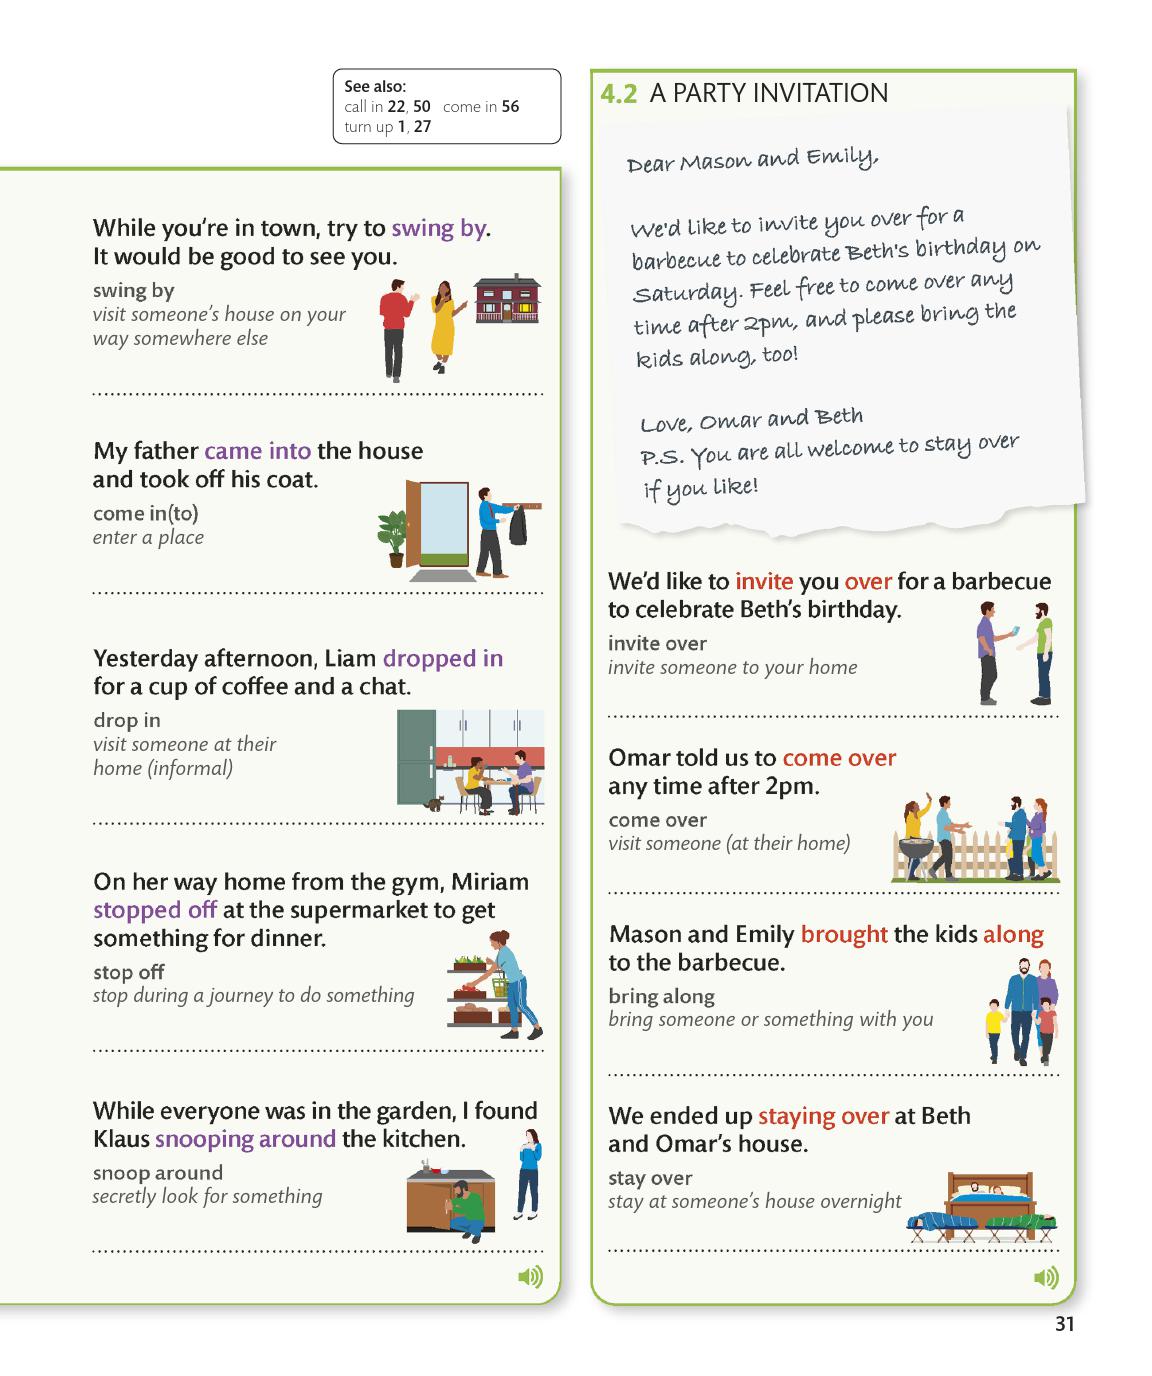 See also:
call in 22, 50 come in 56
turn up 1, 27
While you're in town, try to swing by.
It would be good to see you.
swing by
visit someone's house on your
way somewhere else
My father came into the house
and took off his coat.
come in(to)
enter a place
Yesterday afternoon, Liam dropped in
for a cup of coffee and a chat.
drop in
visit someone at their
home (informal)
On her way home from the gym, Miriam
stopped off at the supermarket to get
something for dinner.
stop off
stop during a journey to do something
While everyone was in the garden, I found
Klaus snooping around the kitchen.
snoop around
secretly look for something
4.2 A PARTY INVITATION
Dear Mason and Emily,
We'd like to invite you over for a
barbecue to celebrate Beth's birthday on
Saturday. Feel free to come over any
time after 2pm, and please bring the
kids along, too!
Love, Omar and Beth
P.S. You are all welcome to stay over
if you like!
We'd like to invite you over for a barbecue
to celebrate Beth's birthday.
invite over
invite someone to your home
Omar told us to come over
any time after 2pm.
come over
visit someone (at their home)
Mason and Emily brought the kids along
to the barbecue.
bring along
bring someone or something with you
We ended up staying over at Beth
and Omar's house.
stay over
stay at someone's house overnight
31